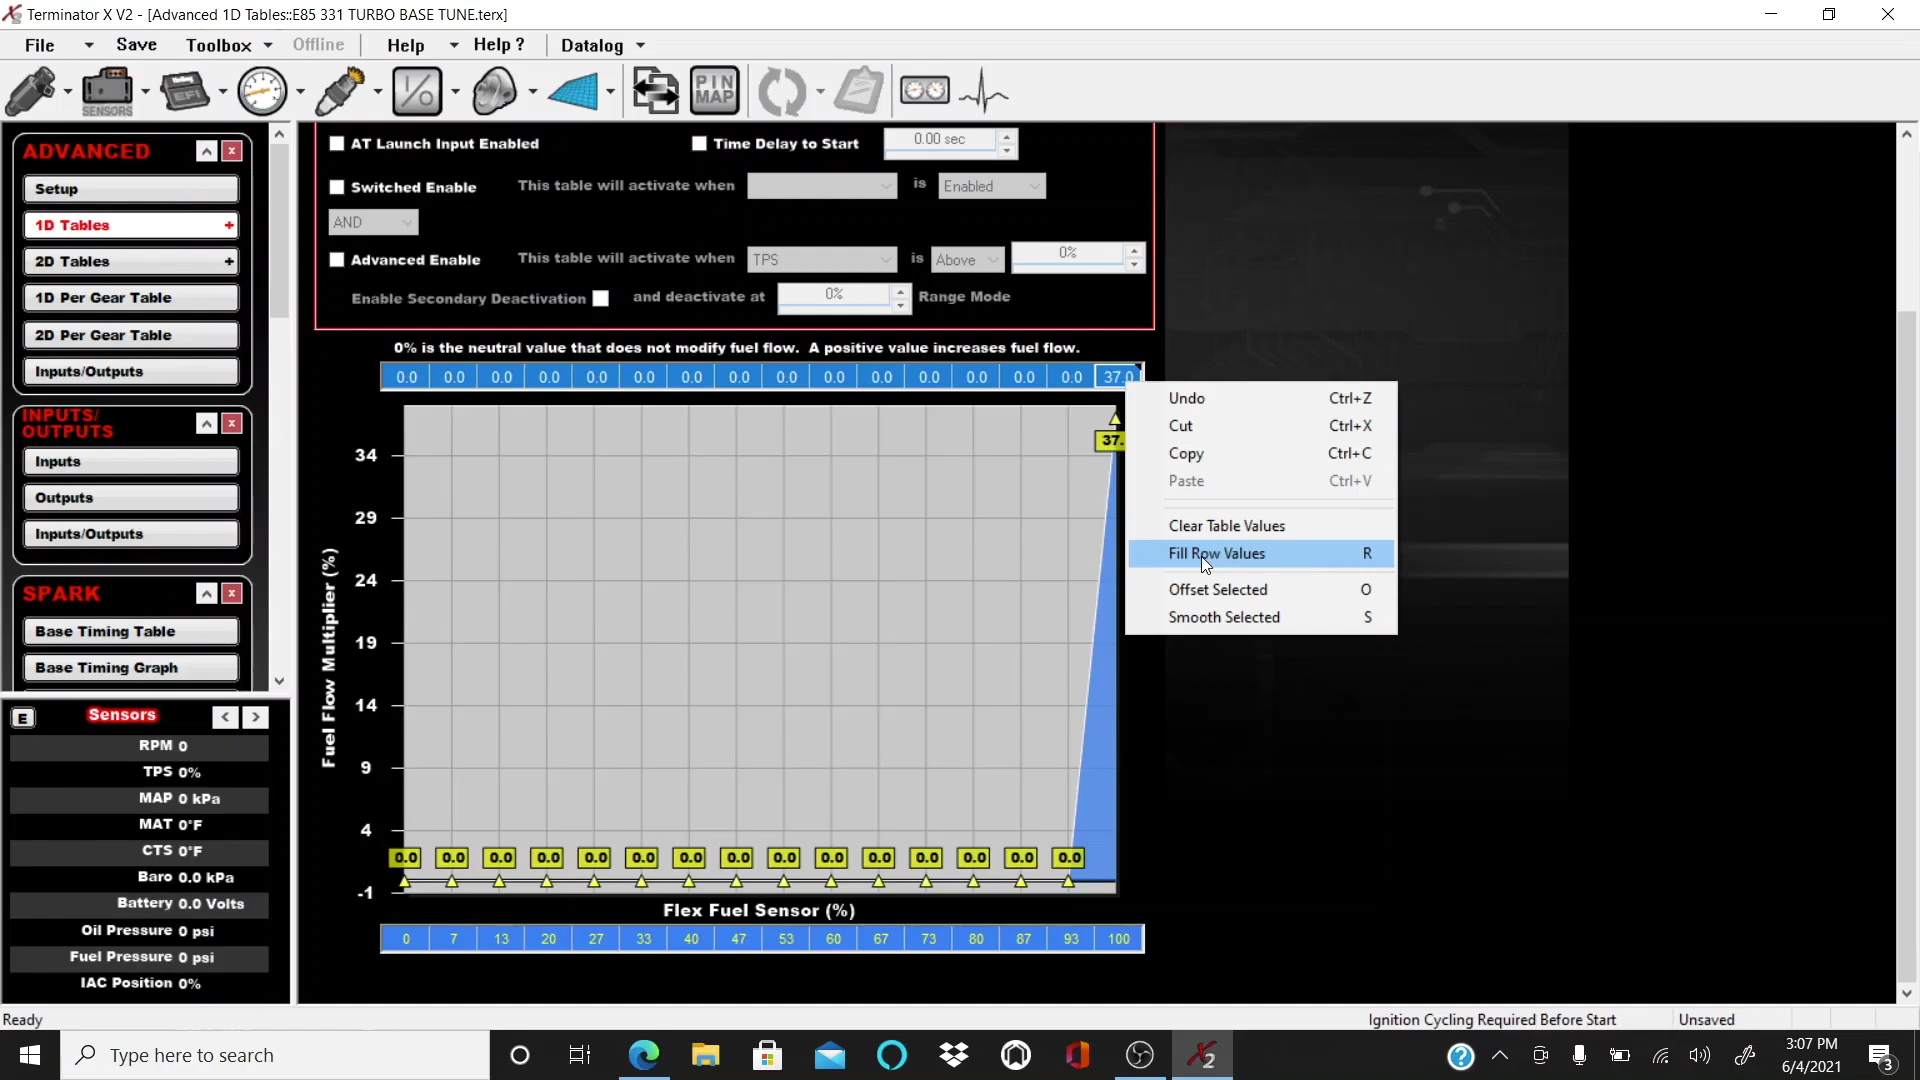 Terminator X V2 - [Advanced 1D Tables::E85 331 TURBO BASE TUNE.terx]
File Save Toolbox Offline Help Help ? Datalog
SENSORS EFI I/O PIN MAP
ADVANCED
Setup
1D Tables +
2D Tables +
1D Per Gear Table
2D Per Gear Table
Inputs/Outputs
INPUTS/
OUTPUTS
Inputs
Outputs
Inputs/Outputs
SPARK
Base Timing Table
Base Timing Graph
E Sensors < >
RPM 0
TPS 0%
MAP 0 kPa
MAT 0°F
CTS 0°F
Baro 0.0 kPa
Battery 0.0 Volts
Oil Pressure 0 psi
Fuel Pressure 0 psi
IAC Position 0%
AT Launch Input Enabled Time Delay to Start 0.00 sec
Switched Enable This table will activate when is Enabled
AND
Advanced Enable This table will activate when TPS is Above 0%
Enable Secondary Deactivation and deactivate at 0% Range Mode
0% is the neutral value that does not modify fuel flow. A positive value increases fuel flow.
0.0 0.0 0.0 0.0 0.0 0.0 0.0 0.0 0.0 0.0 0.0 0.0 0.0 0.0 0.0 37.0
Undo Ctrl+Z
Cut Ctrl+X
Copy Ctrl+C
Paste Ctrl+V
Clear Table Values
Fill Row Values R
Offset Selected O
Smooth Selected S
37.
Fuel Flow Multiplier (%)
34
29
24
19
14
9
4
-1
0.0 0.0 0.0 0.0 0.0 0.0 0.0 0.0 0.0 0.0 0.0 0.0 0.0 0.0 0.0
Flex Fuel Sensor (%)
0 7 13 20 27 33 40 47 53 60 67 73 80 87 93 100
Ready Ignition Cycling Required Before Start Unsaved
Type here to search
3:07 PM
6/4/2021
3